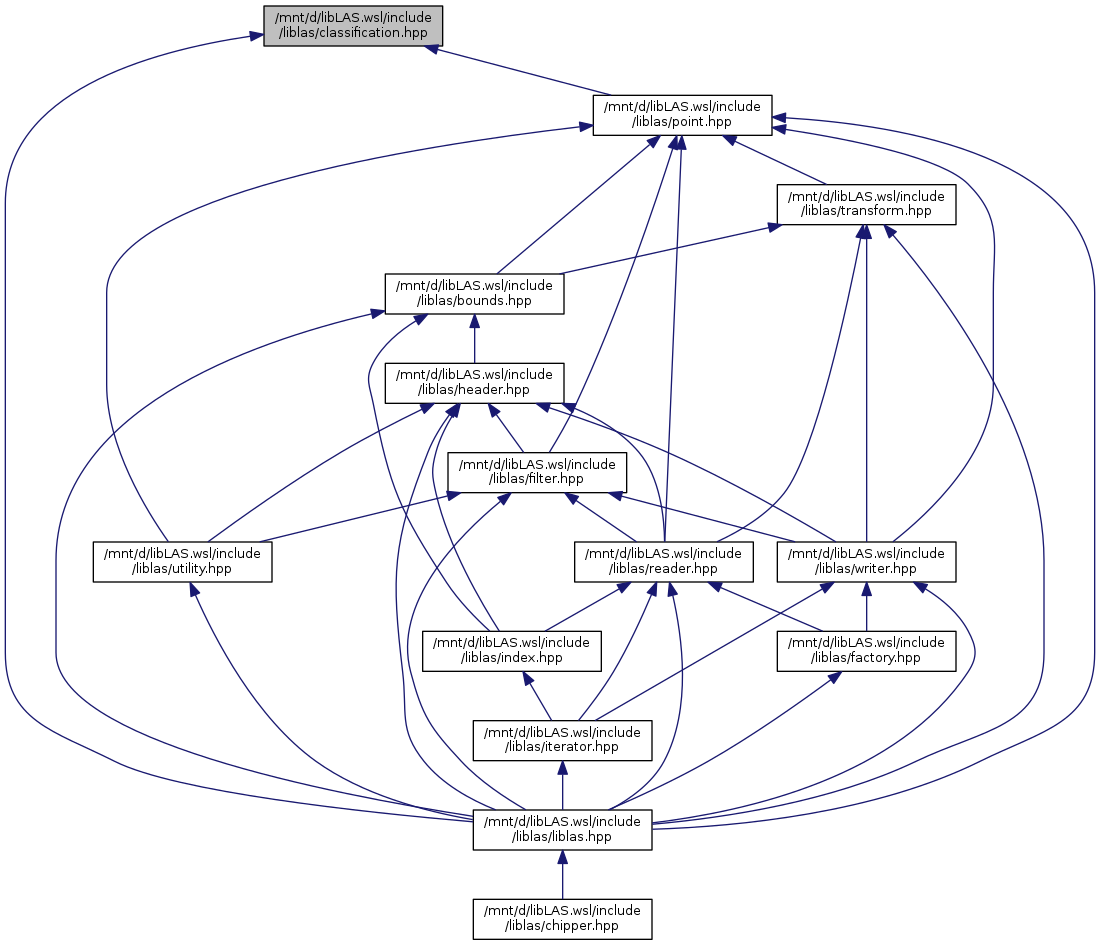 /mnt/d/libLAS.wsl/include
/liblas/classification.hpp
/mnt/d/libLAS.wsl/include
/liblas/point.hpp
/mnt/d/libLAS.wsl/include
/liblas/transform.hpp
/mnt/d/libLAS.wsl/include
/liblas/bounds.hpp
/mnt/d/libLAS.wsl/include
/liblas/header.hpp
/mnt/d/libLAS.wsl/include
/liblas/filter.hpp
/mnt/d/libLAS.wsl/include
/liblas/utility.hpp
/mnt/d/libLAS.wsl/include
/liblas/reader.hpp
/mnt/d/libLAS.wsl/include
/liblas/writer.hpp
/mnt/d/libLAS.wsl/include
/liblas/index.hpp
/mnt/d/libLAS.wsl/include
/liblas/factory.hpp
/mnt/d/libLAS.wsl/include
/liblas/iterator.hpp
/mnt/d/libLAS.wsl/include
/liblas/liblas.hpp
/mnt/d/libLAS.wsl/include
/liblas/chipper.hpp